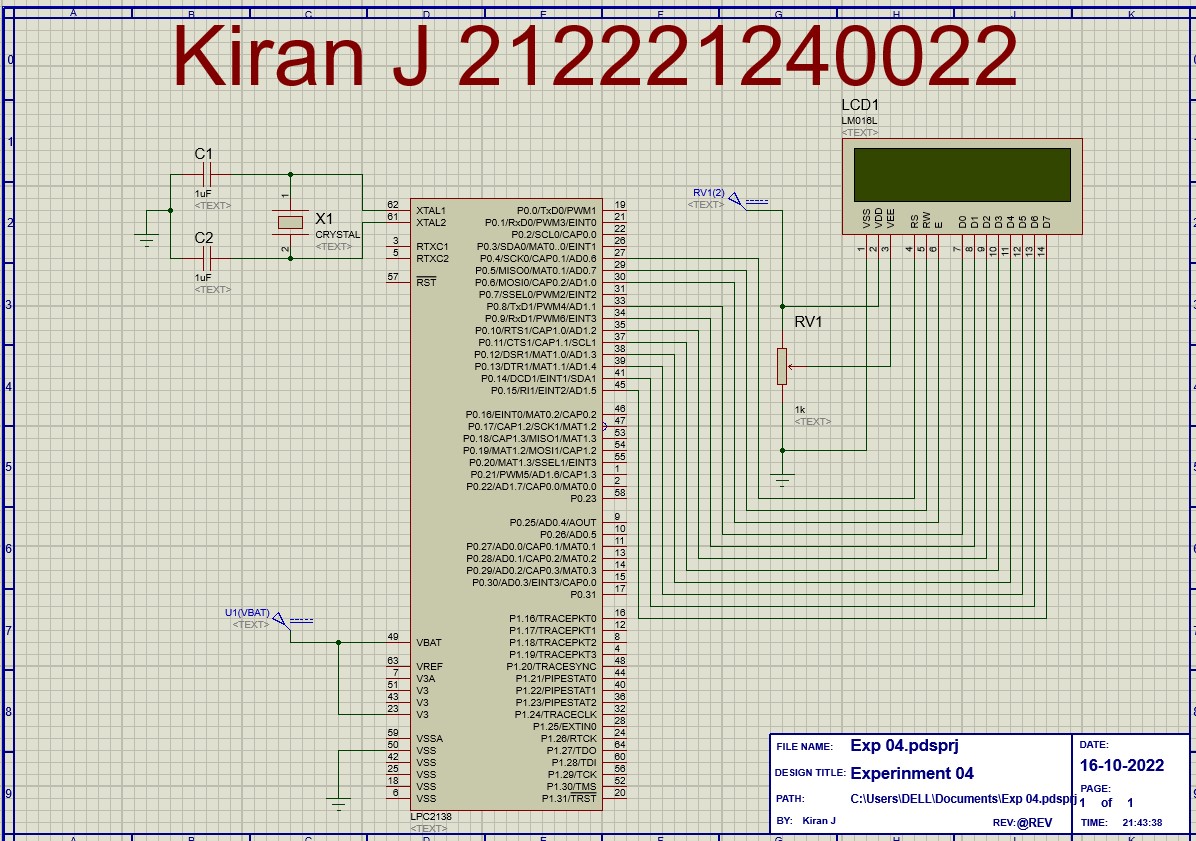 A B C D E F G H J K
Kiran J 212221240022
0
LCD1
LM016L
<TEXT>
1
C1
1uF
<TEXT>
1
X1
CRYSTAL
<TEXT>
2
C2
1uF
<TEXT>
RV1(2)
<TEXT>
VSS VDD VEE RS RW E D0 D1 D2 D3 D4 D5 D6 D7
1 2 3 4 5 6 7 8 9 10 11 12 13 14
2
62 XTAL1
61 XTAL2
3 RTXC1
5 RTXC2
57 RST
P0.0/TxD0/PWM1 19
P0.1/RxD0/PWM3/EINT0 21
P0.2/SCL0/CAP0.0 22
P0.3/SDA0/MAT0..0/EINT1 26
P0.4/SCK0/CAP0.1/AD0.6 27
P0.5/MISO0/MAT0.1/AD0.7 29
P0.6/MOSI0/CAP0.2/AD1.0 30
P0.7/SSEL0/PWM2/EINT2 31
P0.8/TxD1/PWM4/AD1.1 33
P0.9/RxD1/PWM6/EINT3 34
P0.10/RTS1/CAP1.0/AD1.2 35
P0.11/CTS1/CAP1.1/SCL1 37
P0.12/DSR1/MAT1.0/AD1.3 38
P0.13/DTR1/MAT1.1/AD1.4 39
P0.14/DCD1/EINT1/SDA1 41
P0.15/RI1/EINT2/AD1.5 45
3
RV1
4
1k
<TEXT>
P0.16/EINT0/MAT0.2/CAP0.2 46
P0.17/CAP1.2/SCK1/MAT1.2 47
P0.18/CAP1.3/MISO1/MAT1.3 53
P0.19/MAT1.2/MOSI1/CAP1.2 54
P0.20/MAT1.3/SSEL1/EINT3 55
P0.21/PWM5/AD1.6/CAP1.3 1
P0.22/AD1.7/CAP0.0/MAT0.0 2
P0.23 58
5
P0.25/AD0.4/AOUT 9
P0.26/AD0.5 10
P0.27/AD0.0/CAP0.1/MAT0.1 11
P0.28/AD0.1/CAP0.2/MAT0.2 13
P0.29/AD0.2/CAP0.3/MAT0.3 14
P0.30/AD0.3/EINT3/CAP0.0 15
P0.31 17
6
U1(VBAT)
<TEXT>
7
49 VBAT
63 VREF
7 V3A
51 V3
43 V3
23 V3
59 VSSA
50 VSS
42 VSS
25 VSS
18 VSS
6 VSS
P1.16/TRACEPKT0 16
P1.17/TRACEPKT1 12
P1.18/TRACEPKT2 8
P1.19/TRACEPKT3 4
P1.20/TRACESYNC 48
P1.21/PIPESTAT0 44
P1.22/PIPESTAT1 40
P1.23/PIPESTAT2 36
P1.24/TRACECLK 32
P1.25/EXTIN0 28
P1.26/RTCK 24
P1.27/TDO 64
P1.28/TDI 60
P1.29/TCK 56
P1.30/TMS 52
P1.31/TRST 20
8
9
LPC2138
<TEXT>
FILE NAME: Exp 04.pdsprj
DESIGN TITLE: Experinment 04
PATH: C:\Users\DELL\Documents\Exp 04.pdsprj
BY: Kiran J REV:@REV
DATE:
16-10-2022
PAGE:
1 of 1
TIME: 21:43:38